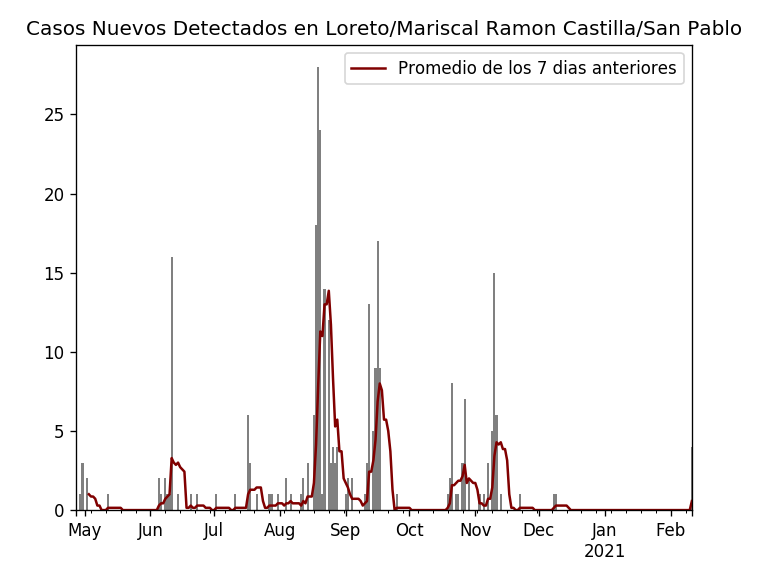 Casos Nuevos Detectados en Loreto/Mariscal Ramon Castilla/San Pablo
Promedio de los 7 dias anteriores
25
20
15
10
5
0
May Jun Jul Aug Sep Oct Nov Dec Jan Feb
2021